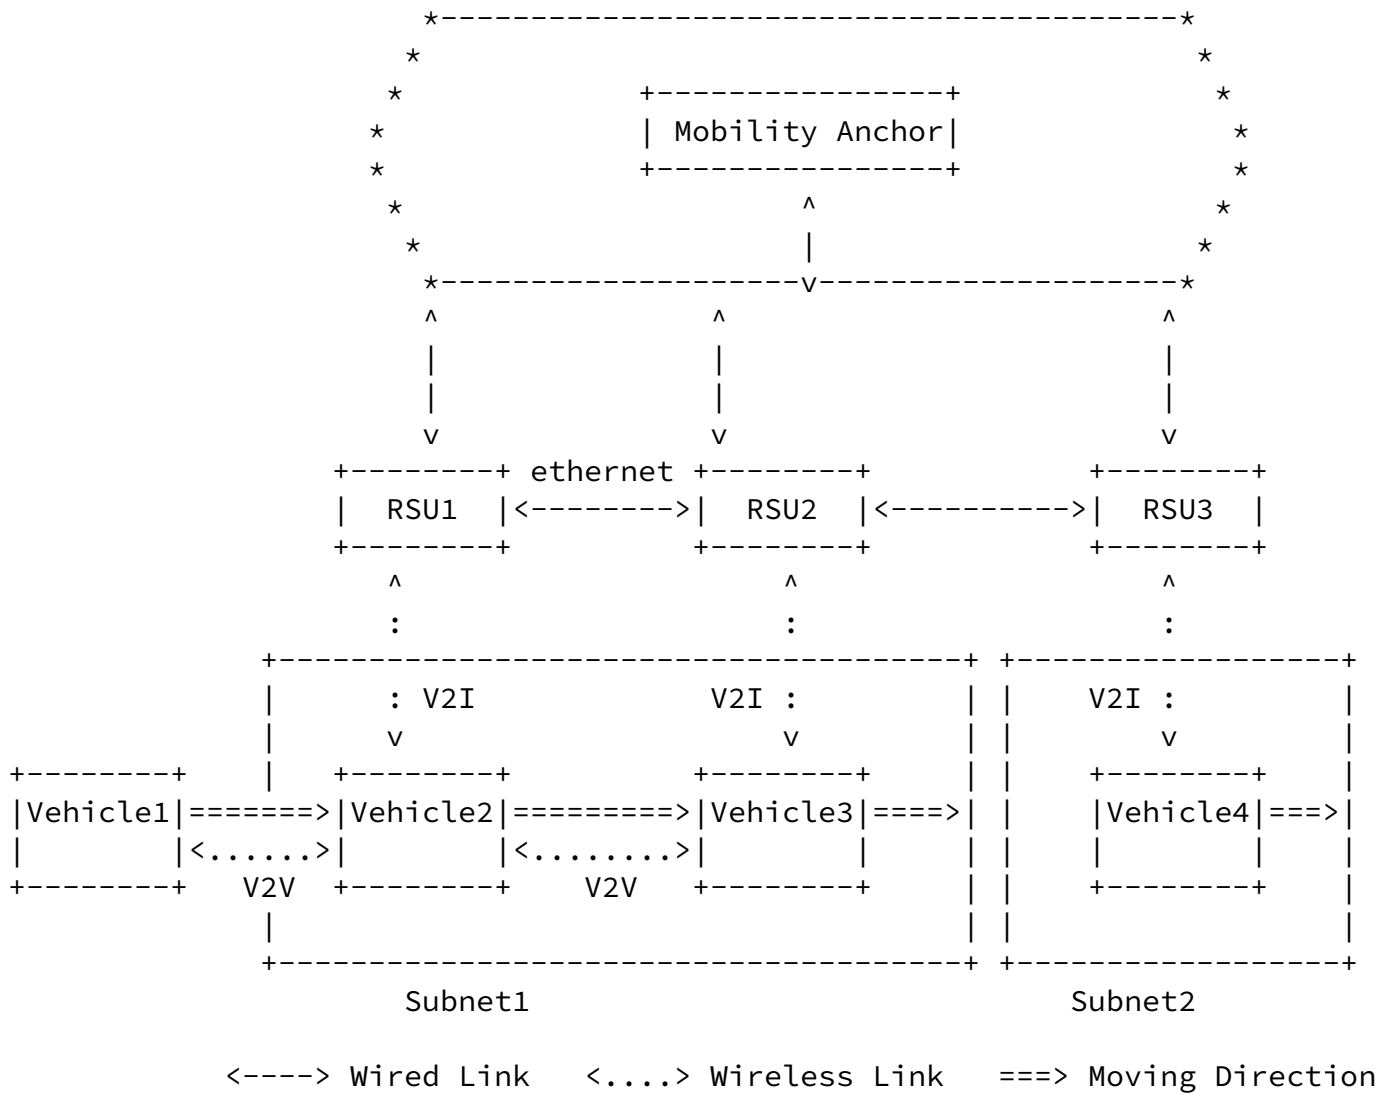 Mobility Anchor
ethernet
RSU1 RSU2 RSU3
V2I V2I V2I
Vehicle1 Vehicle2 Vehicle3 Vehicle4
V2V V2V
Subnet1 Subnet2
<----> Wired Link <....> Wireless Link ===> Moving Direction